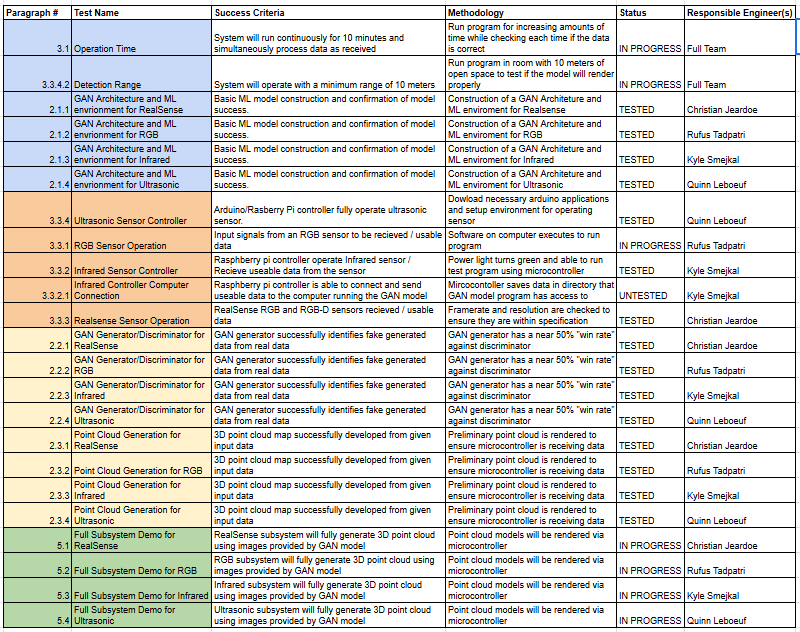 Paragraph # Test Name Success Criteria Methodology Status Responsible Engineer(s)
3.1 Operation Time System will run continuously for 10 minutes and simultaneously process data as received Run program for increasing amounts of time while checking each time if the data is correct IN PROGRESS Full Team
3.3.4.2 Detection Range System will operate with a minimum range of 10 meters Run program in room with 10 meters of open space to test if the model will render properly IN PROGRESS Full Team
2.1.1 GAN Architecture and ML envrionment for RealSense Basic ML model construction and confirmation of model success. Construction of a GAN Architeture and ML enviroment for Realsense TESTED Christian Jeardoe
2.1.2 GAN Architecture and ML envrionment for RGB Basic ML model construction and confirmation of model success. Construction of a GAN Architeture and ML enviroment for RGB TESTED Rufus Tadpatri
2.1.3 GAN Architecture and ML envrionment for Infrared Basic ML model construction and confirmation of model success. Construction of a GAN Architeture and ML enviroment for Infrared TESTED Kyle Smejkal
2.1.4 GAN Architecture and ML envrionment for Ultrasonic Basic ML model construction and confirmation of model success. Construction of a GAN Architeture and ML enviroment for Ultrasonic TESTED Quinn Leboeuf
3.3.4 Ultrasonic Sensor Controller Arduino/Rasberry Pi controller fully operate ultrasonic sensor. Dowload necessary arduino applications and setup environment for operating sensor TESTED Quinn Leboeuf
3.3.1 RGB Sensor Operation Input signals from an RGB sensor to be recieved / usable data Software on computer executes to run program IN PROGRESS Rufus Tadpatri
3.3.2 Infrared Sensor Controller Rasphberry pi controller operate Infrared sensor / Recieve useable data from the sensor Power light turns green and able to run test program using microcontroller TESTED Kyle Smejkal
3.3.2.1 Infrared Controller Computer Connection Raspberry pi controller is able to connect and send useable data to the computer running the GAN model Mircocontoller saves data in directory that GAN model program has access to UNTESTED Kyle Smejkal
3.3.3 Realsense Sensor Operation RealSense RGB and RGB-D sensors recieved / usable data Framerate and resolution are checked to ensure they are within specification TESTED Christian Jeardoe
2.2.1 GAN Generator/Discriminator for RealSense GAN generator successfully identifies fake generated data from real data GAN generator has a near 50% "win rate" against discriminator TESTED Christian Jeardoe
2.2.2 GAN Generator/Discriminator for RGB GAN generator successfully identifies fake generated data from real data GAN generator has a near 50% "win rate" against discriminator TESTED Rufus Tadpatri
2.2.3 GAN Generator/Discriminator for Infrared GAN generator successfully identifies fake generated data from real data GAN generator has a near 50% "win rate" against discriminator TESTED Kyle Smejkal
2.2.4 GAN Generator/Discriminator for Ultrasonic GAN generator successfully identifies fake generated data from real data GAN generator has a near 50% "win rate" against discriminator TESTED Quinn Leboeuf
2.3.1 Point Cloud Generation for RealSense 3D point cloud map successfully developed from given input data Preliminary point cloud is rendered to ensure microcontroller is receiving data TESTED Christian Jeardoe
2.3.2 Point Cloud Generation for RGB 3D point cloud map successfully developed from given input data Preliminary point cloud is rendered to ensure microcontroller is receiving data TESTED Rufus Tadpatri
2.3.3 Point Cloud Generation for Infrared 3D point cloud map successfully developed from given input data Preliminary point cloud is rendered to ensure microcontroller is receiving data TESTED Kyle Smejkal
2.3.4 Point Cloud Generation for Ultrasonic 3D point cloud map successfully developed from given input data Preliminary point cloud is rendered to ensure microcontroller is receiving data TESTED Quinn Leboeuf
5.1 Full Subsystem Demo for RealSense RealSense subsystem will fully generate 3D point cloud using images provided by GAN model Point cloud models will be rendered via microcontroller IN PROGRESS Christian Jeardoe
5.2 Full Subsystem Demo for RGB RGB subsystem will fully generate 3D point cloud using images provided by GAN model Point cloud models will be rendered via microcontroller IN PROGRESS Rufus Tadpatri
5.3 Full Subsystem Demo for Infrared Infrared subsystem will fully generate 3D point cloud using images provided by GAN model Point cloud models will be rendered via microcontroller IN PROGRESS Kyle Smejkal
5.4 Full Subsystem Demo for Ultrasonic Ultrasonic subsystem will fully generate 3D point cloud using images provided by GAN model Point cloud models will be rendered via microcontroller IN PROGRESS Quinn Leboeuf